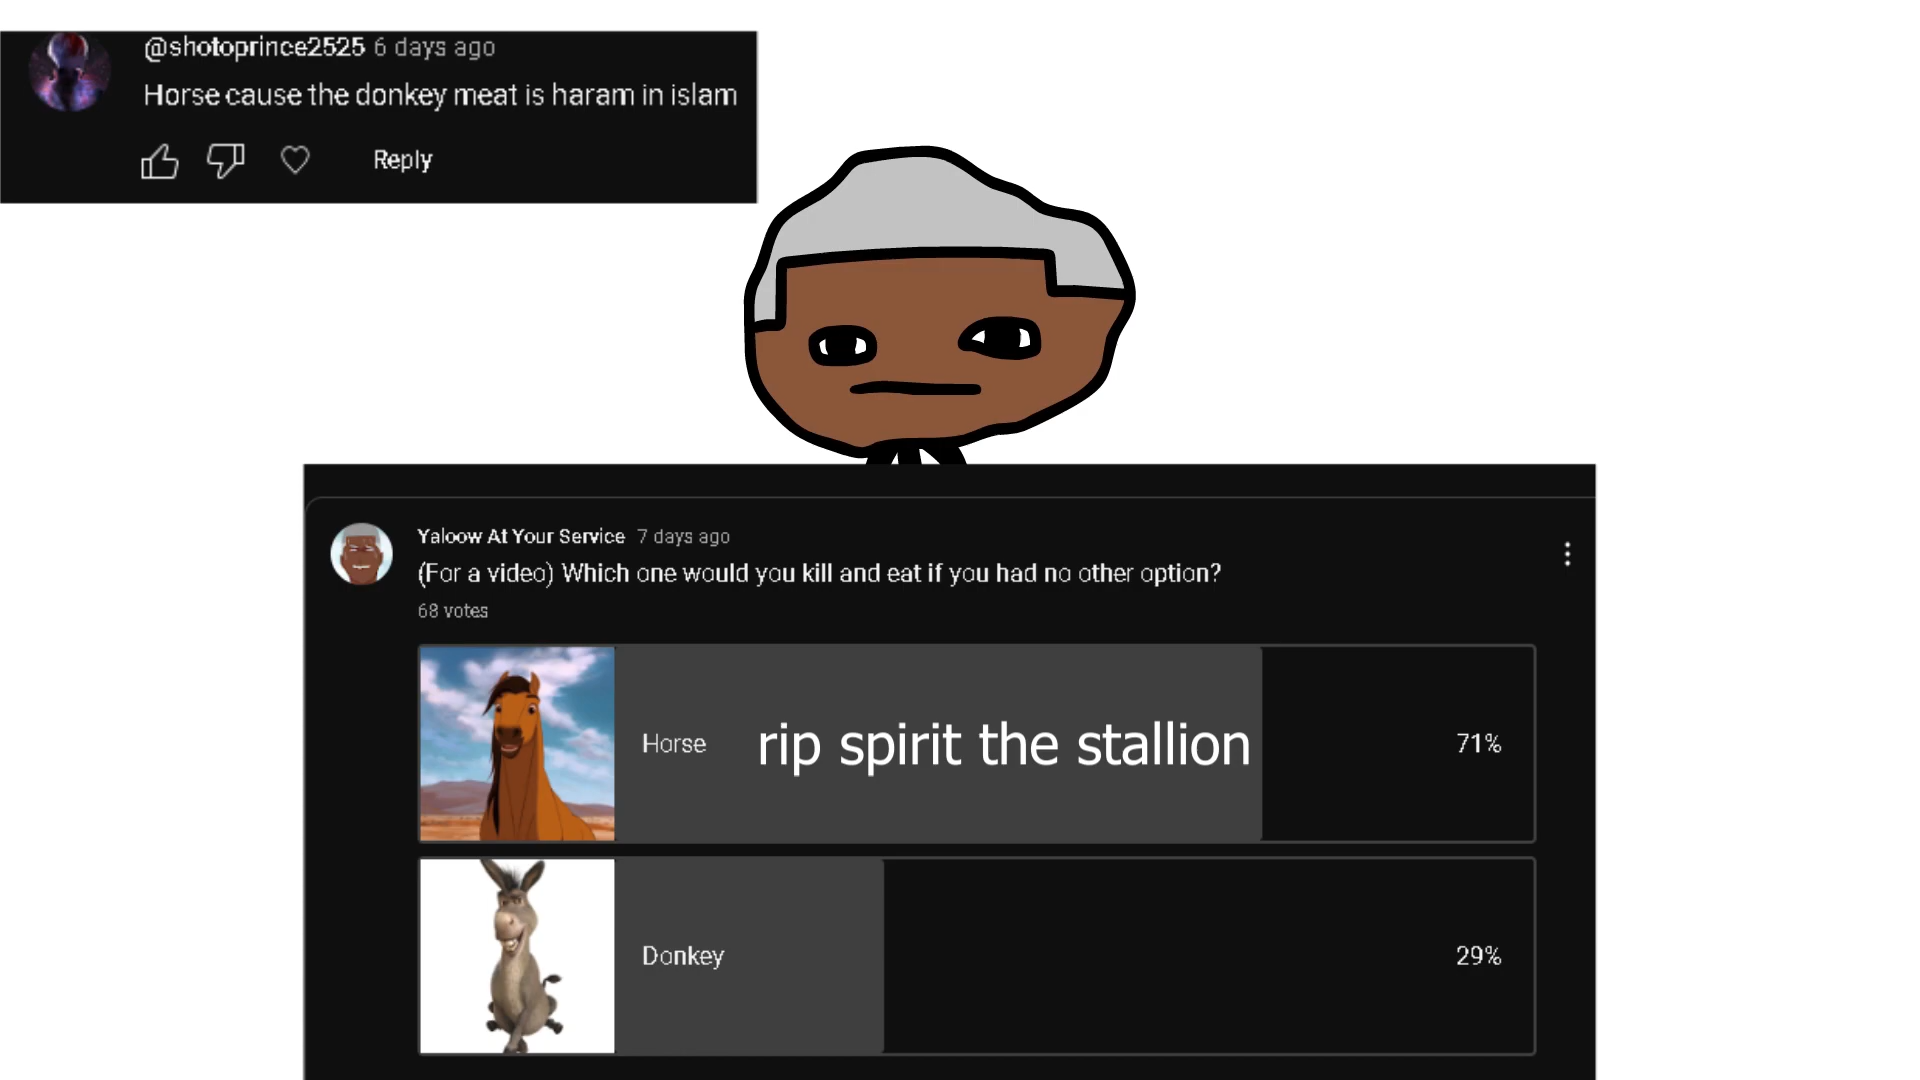 @shotoprince2525 6 days ago
Horse cause the donkey meat is haram in islam
Reply
Yaloow At Your Service 7 days ago
(For a video) Which one would you kill and eat if you had no other option?
68 votes
Horse rip spirit the stallion 71%
Donkey 29%